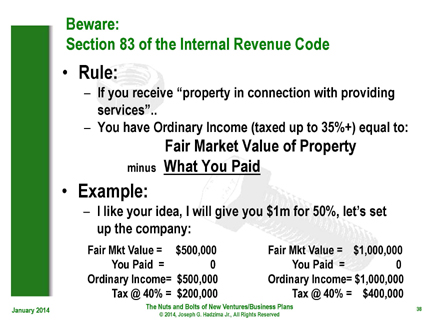 Beware:
Section 83 of the Internal Revenue Code
• Rule:
– If you receive “property in connection with providing
services”..
– You have Ordinary Income (taxed up to 35%+) equal to:
Fair Market Value of Property
minus What You Paid
• Example:
– I like your idea, I will give you $1m for 50%, let’s set
up the company:
Fair Mkt Value = $500,000 Fair Mkt Value = $1,000,000
You Paid = 0 You Paid = 0
Ordinary Income= $500,000 Ordinary Income= $1,000,000
Tax @ 40% = $200,000 Tax @ 40% = $400,000
January 2014 The Nuts and Bolts of New Ventures/Business Plans 38
© 2014, Joseph G. Hadzima Jr., All Rights Reserved